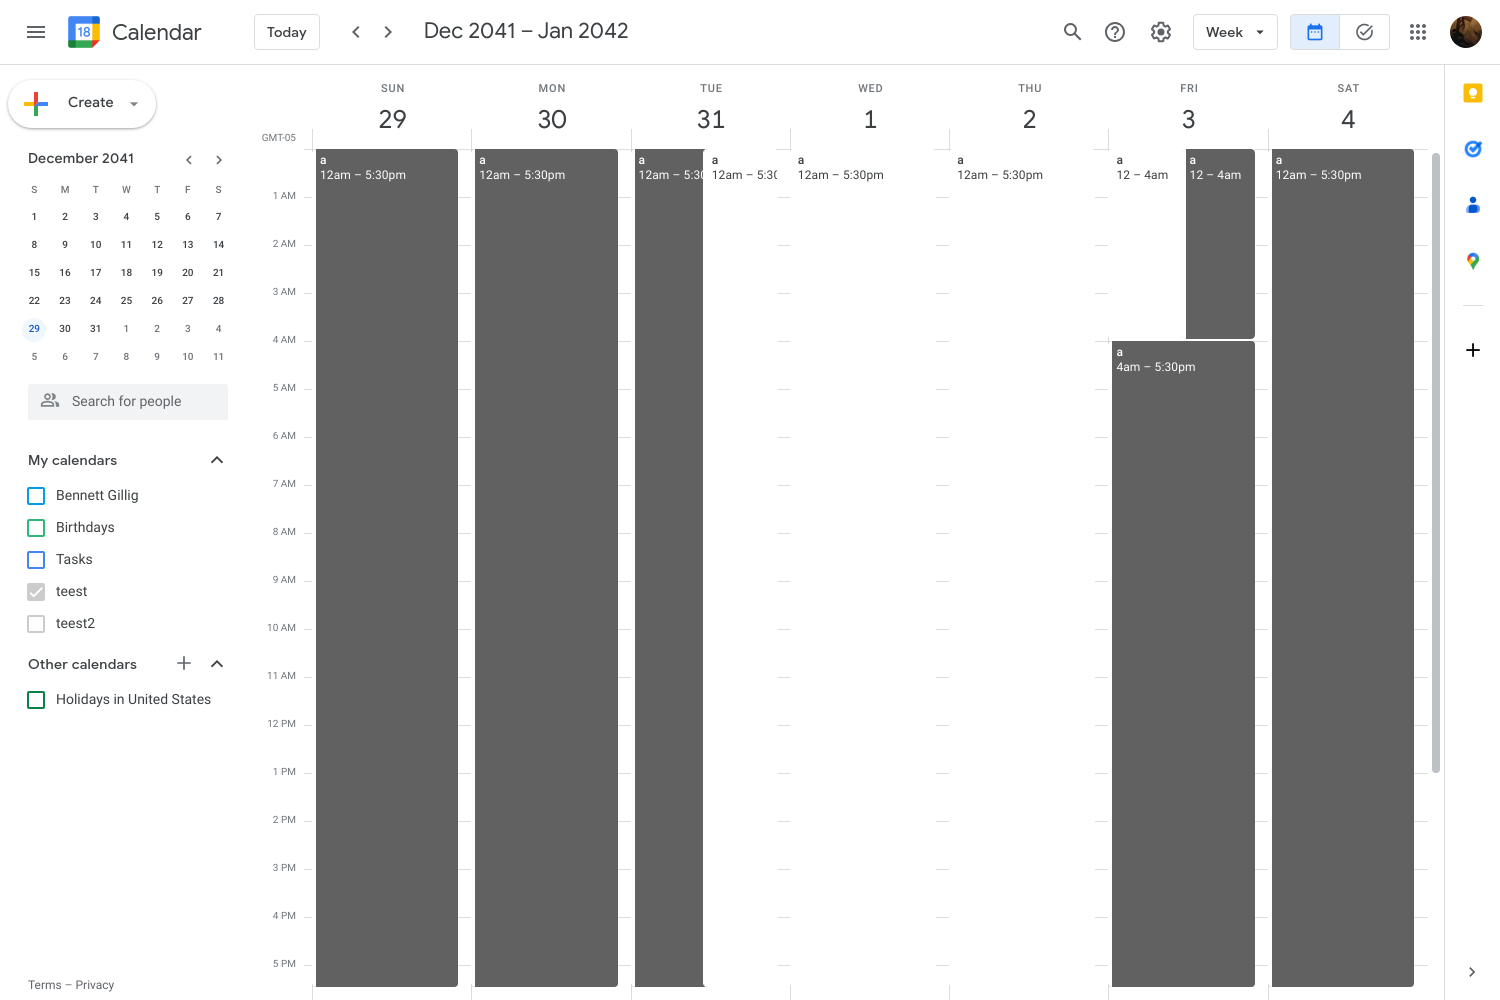 18 Calendar Today Dec 2041 – Jan 2042 Week
Create
December 2041
S M T W T F S
1 2 3 4 5 6 7
8 9 10 11 12 13 14
15 16 17 18 19 20 21
22 23 24 25 26 27 28
29 30 31 1 2 3 4
5 6 7 8 9 10 11
Search for people
My calendars
Bennett Gillig
Birthdays
Tasks
teest
teest2
Other calendars
Holidays in United States
Terms – Privacy
SUN MON TUE WED THU FRI SAT
29 30 31 1 2 3 4
GMT-05
a a a a a a a a a
12am – 5:30pm 12am – 5:30pm 12am – 5:30 12am – 5:30 12am – 5:30pm 12am – 5:30pm 12 – 4am 12 – 4am 12am – 5:30pm
1 AM
2 AM
3 AM
4 AM
a
4am – 5:30pm
5 AM
6 AM
7 AM
8 AM
9 AM
10 AM
11 AM
12 PM
1 PM
2 PM
3 PM
4 PM
5 PM